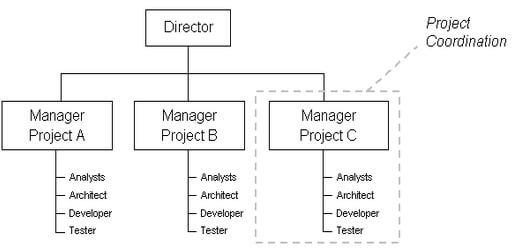 Project
Coordination
Director
Manager
Project A
Manager
Project B
Manager
Project C
Analysts
Architect
Developer
Tester
Analysts
Architect
Developer
Tester
Analysts
Architect
Developer
Tester